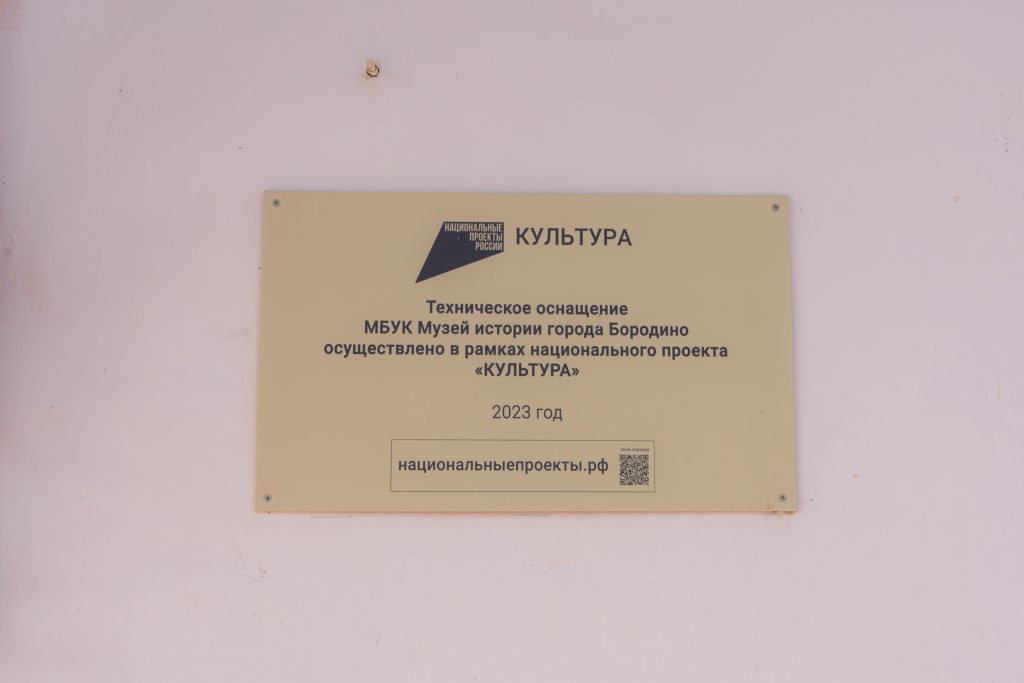 НАЦИОНАЛЬНЫЕ
ПРОЕКТЫ
РОССИИ
КУЛЬТУРА
Техническое оснащение
МБУК Музей истории города Бородино
осуществлено в рамках национального проекта
«КУЛЬТУРА»
2023 год
национальныепроекты.рф